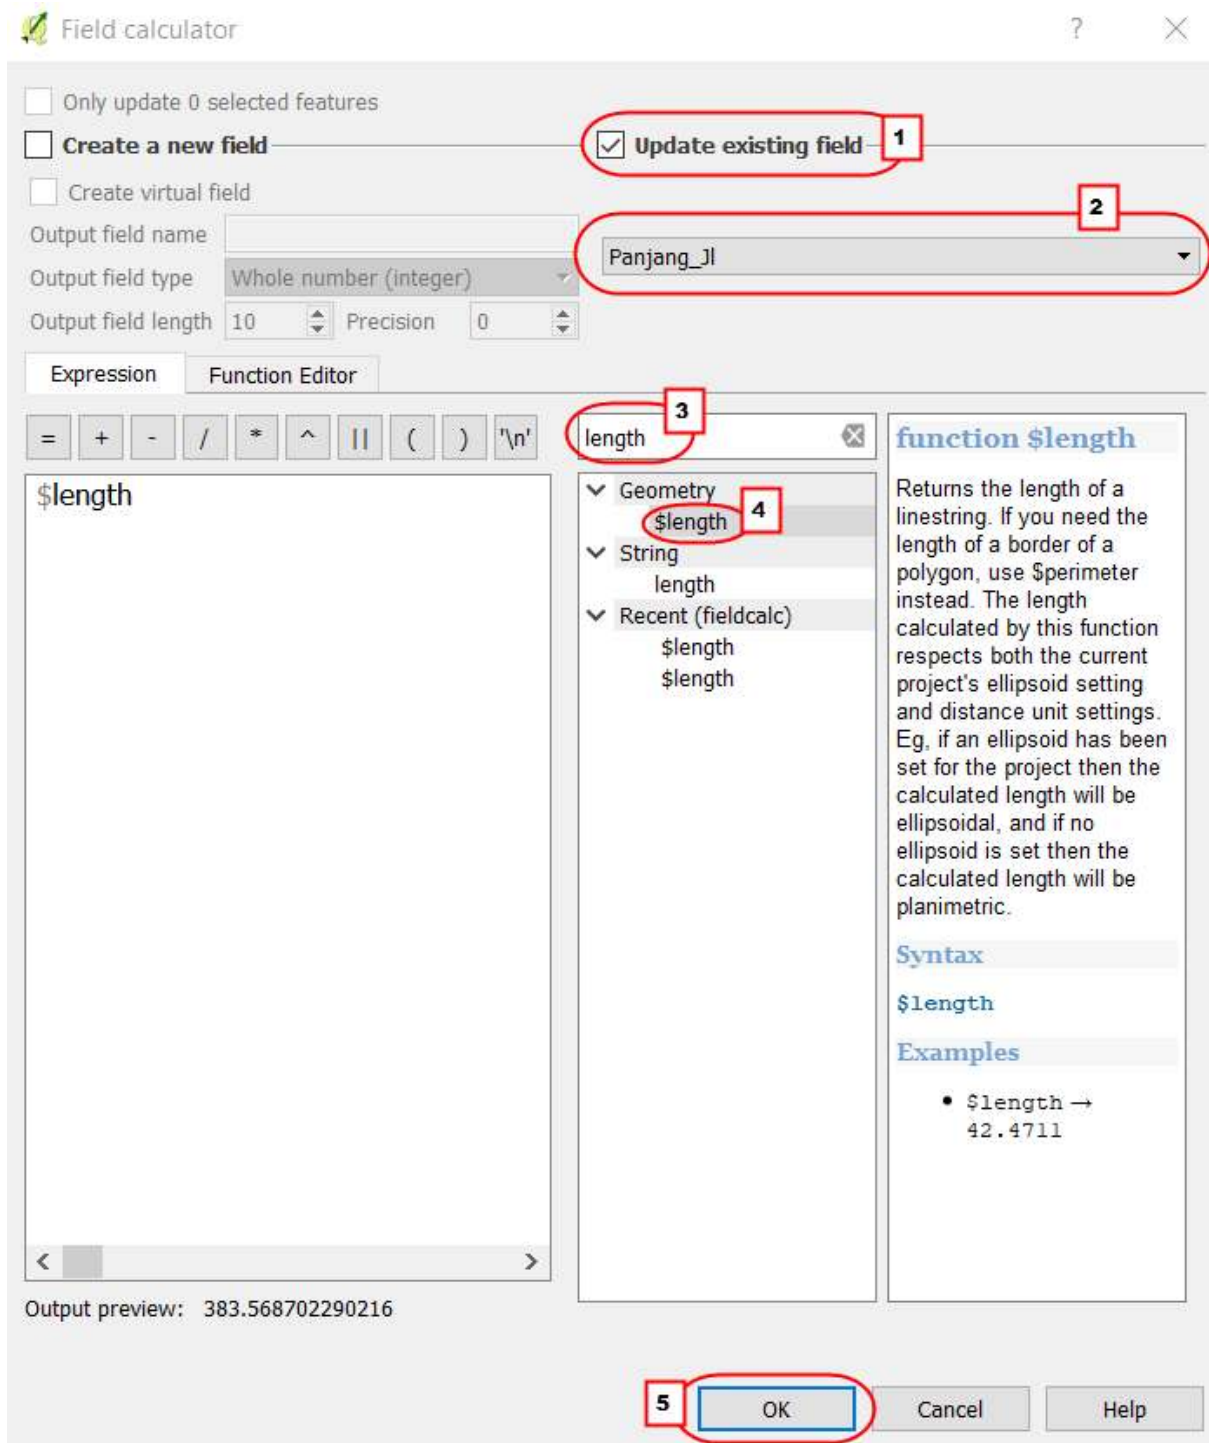 Field calculator ?
Only update 0 selected features
Create a new field
Update existing field
1
Create virtual field
2
Output field name
Panjang_Jl
Output field type Whole number (integer)
Output field length 10 Precision 0
Expression Function Editor
= + - / * ^ || ( ) '\n'
$length
3
length
Geometry
$length
4
String
length
Recent (fieldcalc)
$length
$length
function $length
Returns the length of a
linestring. If you need the
length of a border of a
polygon, use $perimeter
instead. The length
calculated by this function
respects both the current
project's ellipsoid setting
and distance unit settings.
Eg, if an ellipsoid has been
set for the project then the
calculated length will be
ellipsoidal, and if no
ellipsoid is set then the
calculated length will be
planimetric.
Syntax
$length
Examples
• $length →
42.4711
Output preview: 383.568702290216
5
OK Cancel Help